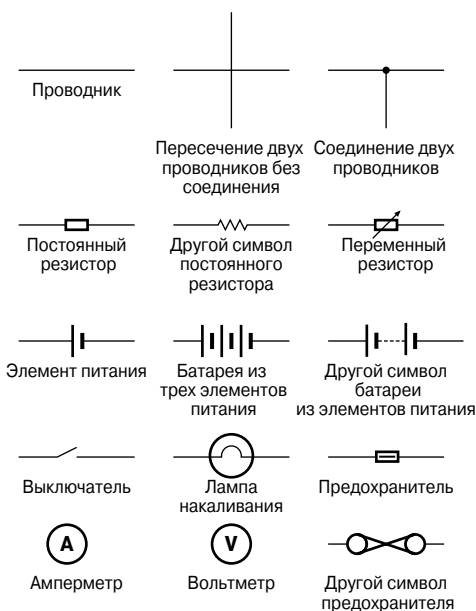 Проводник
Пересечение двух
проводников без
соединения
Соединение двух
проводников
Постоянный
резистор
Другой символ
постоянного
резистора
Переменный
резистор
Элемент питания
Батарея из
трех элементов
питания
Другой символ
батареи
из элементов питания
Выключатель
Лампа
накаливания
Предохранитель
A
Амперметр
V
Вольтметр
Другой символ
предохранителя